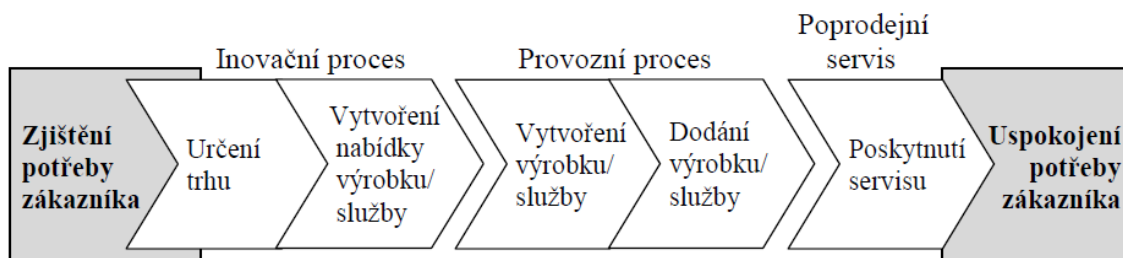 Inovační proces
Provozní proces
Poprodejní
servis
Zjištění
potřeby
zákazníka
Určení
trhu
Vytvoření
nabídky
výrobku/
služby
Vytvoření
výrobku/
služby
Dodání
výrobku/
služby
Poskytnutí
servisu
Uspokojení
potřeby
zákazníka